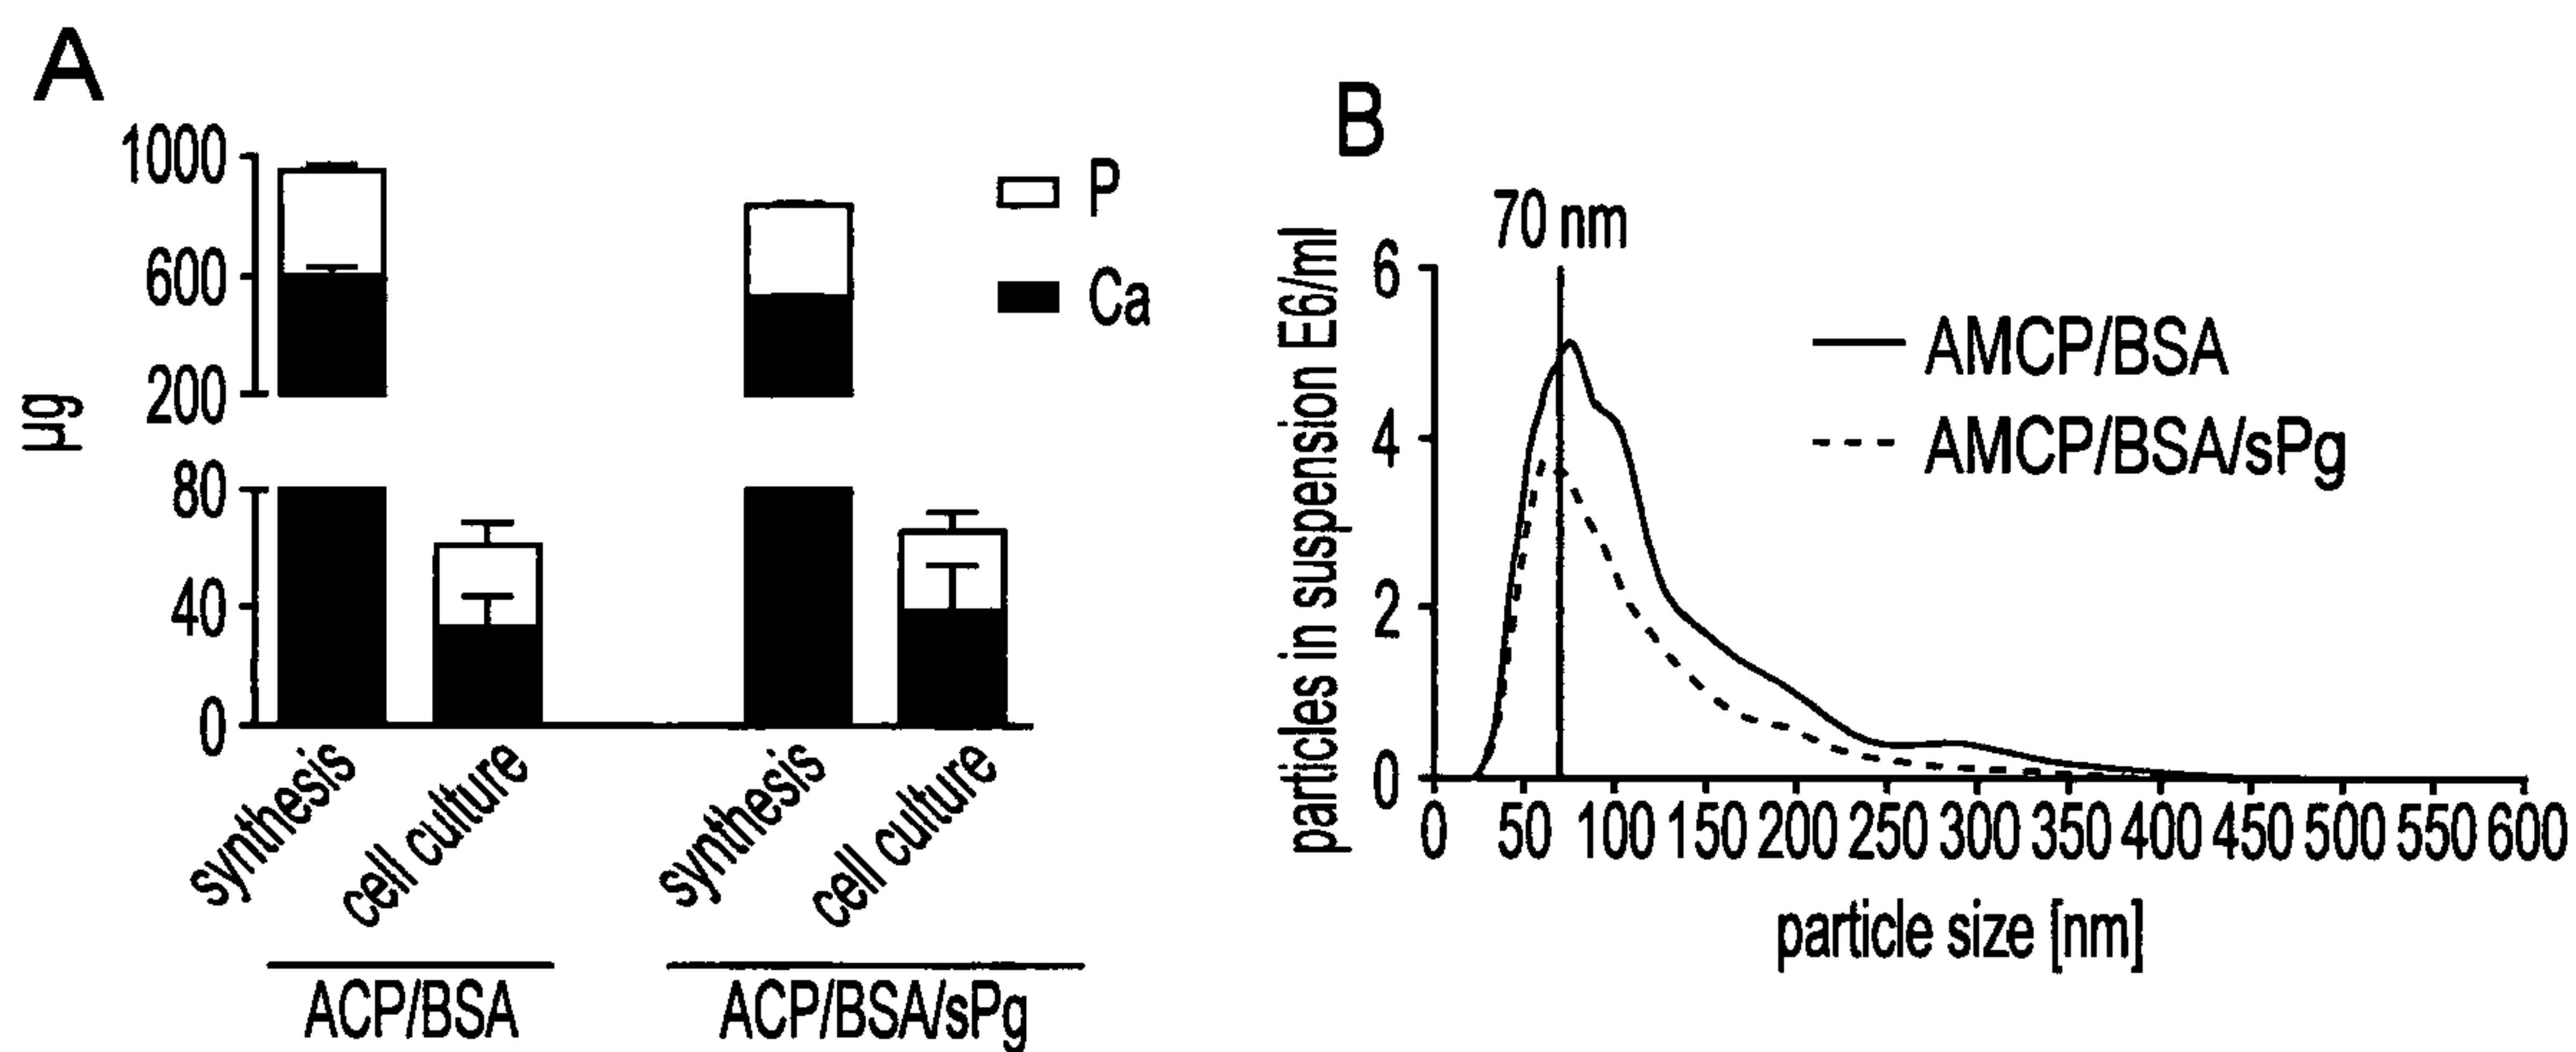 A
1000
600
200
µg
80
40
0
P
Ca
synthesis
cell culture
synthesis
cell culture
ACP/BSA
ACP/BSA/sPg
B
70 nm
particles in suspension E6/ml
6
4
2
0
AMCP/BSA
AMCP/BSA/sPg
0 50 100 150 200 250 300 350 400 450 500 550 600
particle size [nm]